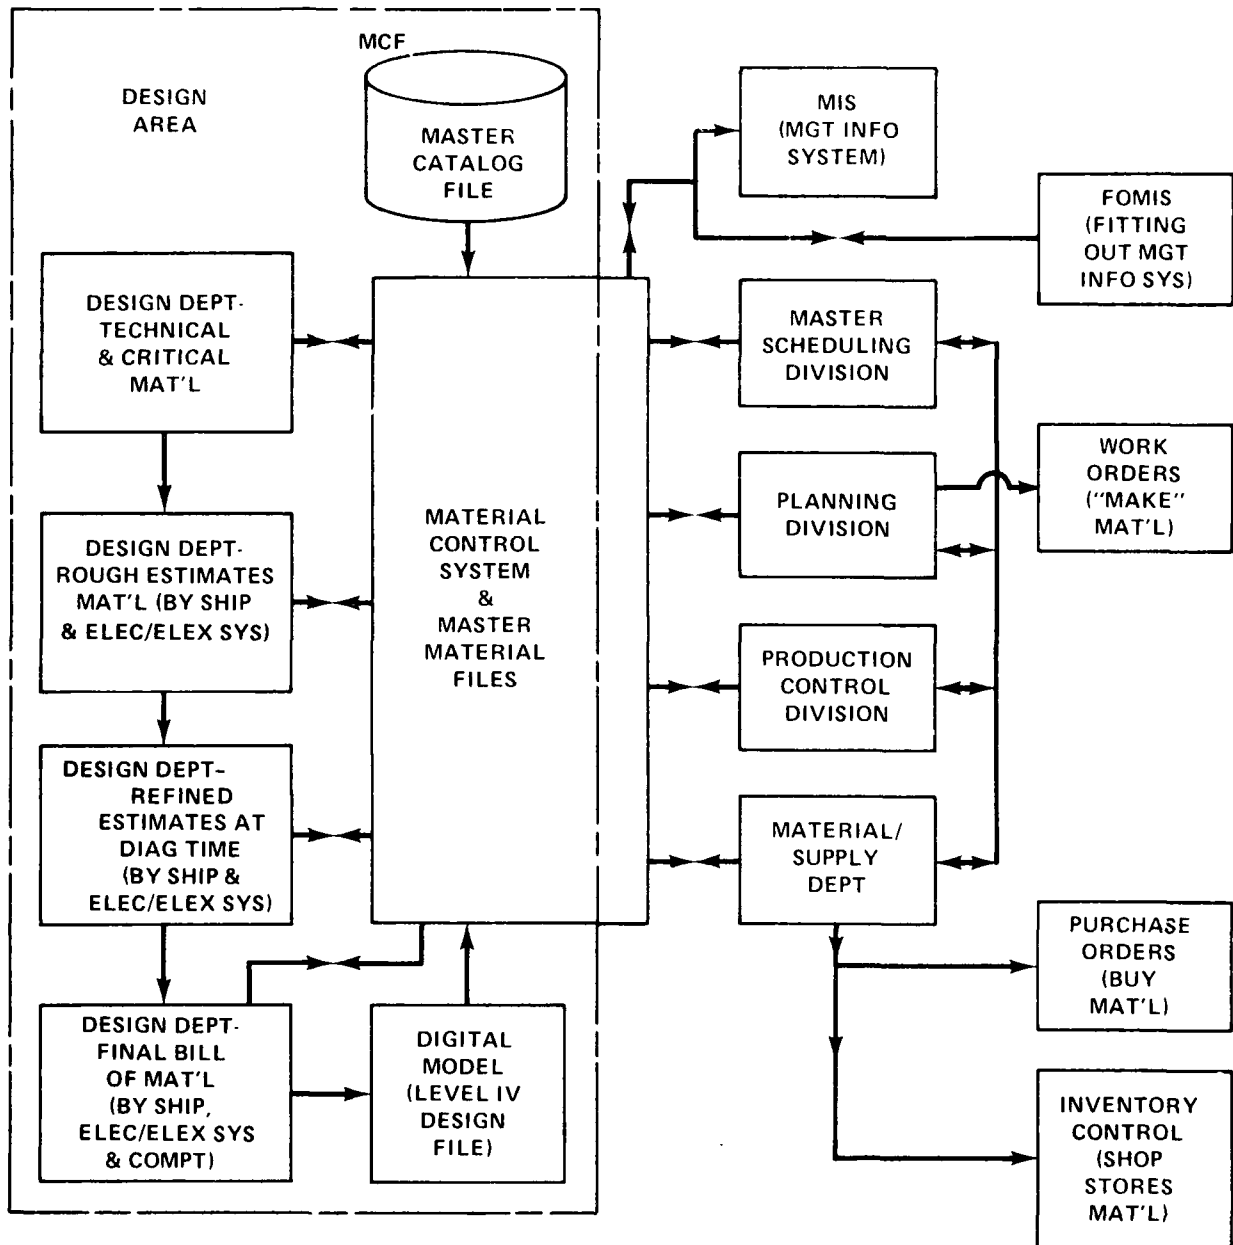 DESIGN
AREA
MCF
MASTER
CATALOG
FILE
MIS
(MGT INFO
SYSTEM)
FOMIS
(FITTING
OUT MGT
INFO SYS)
DESIGN DEPT-
TECHNICAL
& CRITICAL
MAT'L
MASTER
SCHEDULING
DIVISION
WORK
ORDERS
("MAKE"
MAT'L)
DESIGN DEPT-
ROUGH ESTIMATES
MAT'L (BY SHIP
& ELEC/ELEX SYS)
MATERIAL
CONTROL
SYSTEM
&
MASTER
MATERIAL
FILES
PLANNING
DIVISION
PRODUCTION
CONTROL
DIVISION
DESIGN DEPT-
REFINED
ESTIMATES AT
DIAG TIME
(BY SHIP &
ELEC/ELEX SYS)
MATERIAL/
SUPPLY
DEPT
PURCHASE
ORDERS
(BUY
MAT'L)
DESIGN DEPT-
FINAL BILL
OF MAT'L
(BY SHIP,
ELEC/ELEX SYS
& COMPT)
DIGITAL
MODEL
(LEVEL IV
DESIGN
FILE)
INVENTORY
CONTROL
(SHOP
STORES
MAT'L)